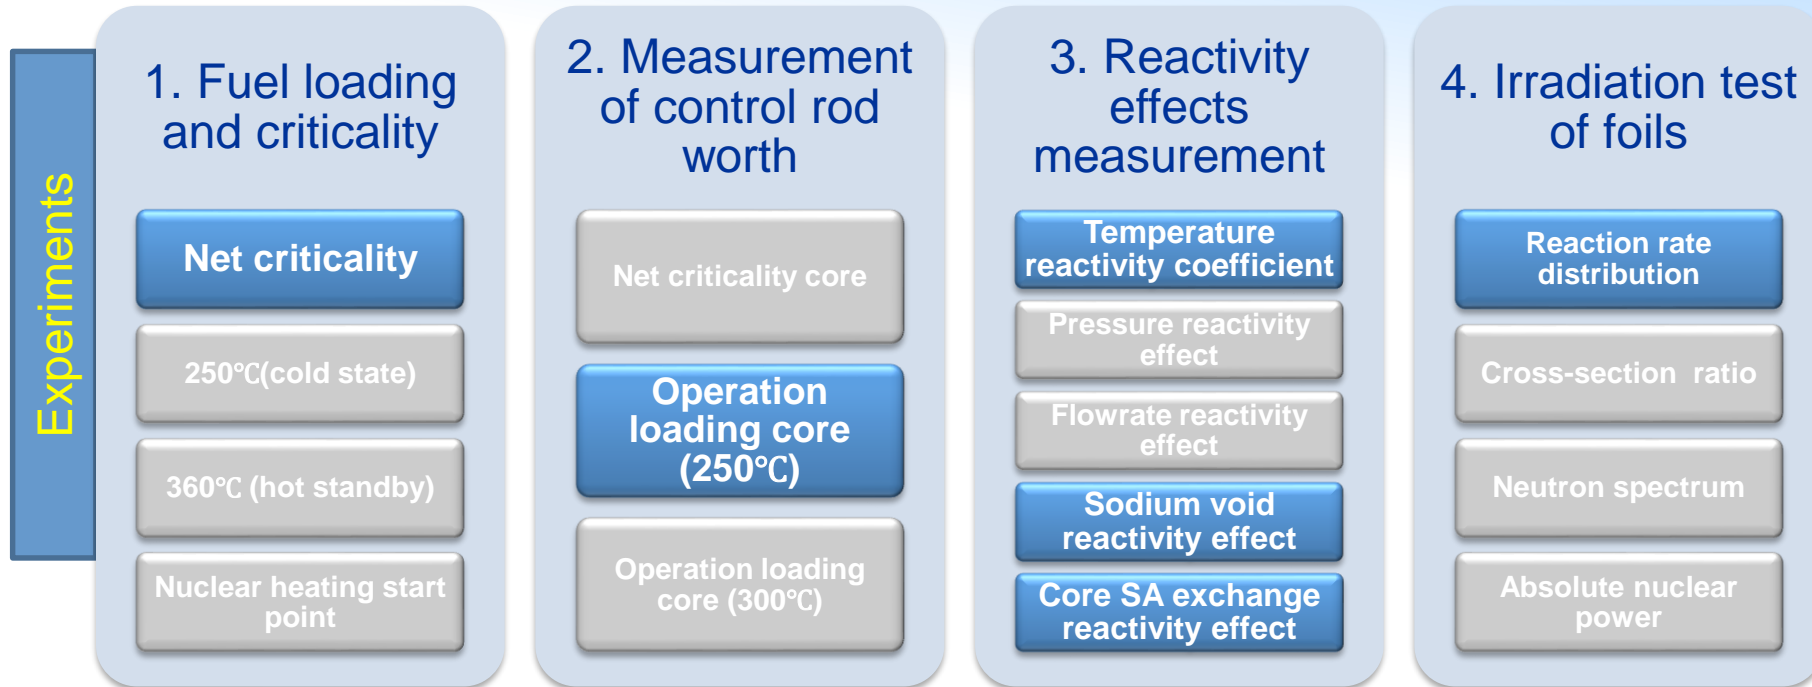 Experiments
1. Fuel loading
and criticality
Net criticality
250℃(cold state)
360℃ (hot standby)
Nuclear heating start
point
2. Measurement
of control rod
worth
Net criticality core
Operation
loading core
(250℃)
Operation loading
core (300℃)
3. Reactivity
effects
measurement
Temperature
reactivity coefficient
Pressure reactivity
effect
Flowrate reactivity
effect
Sodium void
reactivity effect
Core SA exchange
reactivity effect
4. Irradiation test
of foils
Reaction rate
distribution
Cross-section  ratio
Neutron spectrum
Absolute nuclear
power